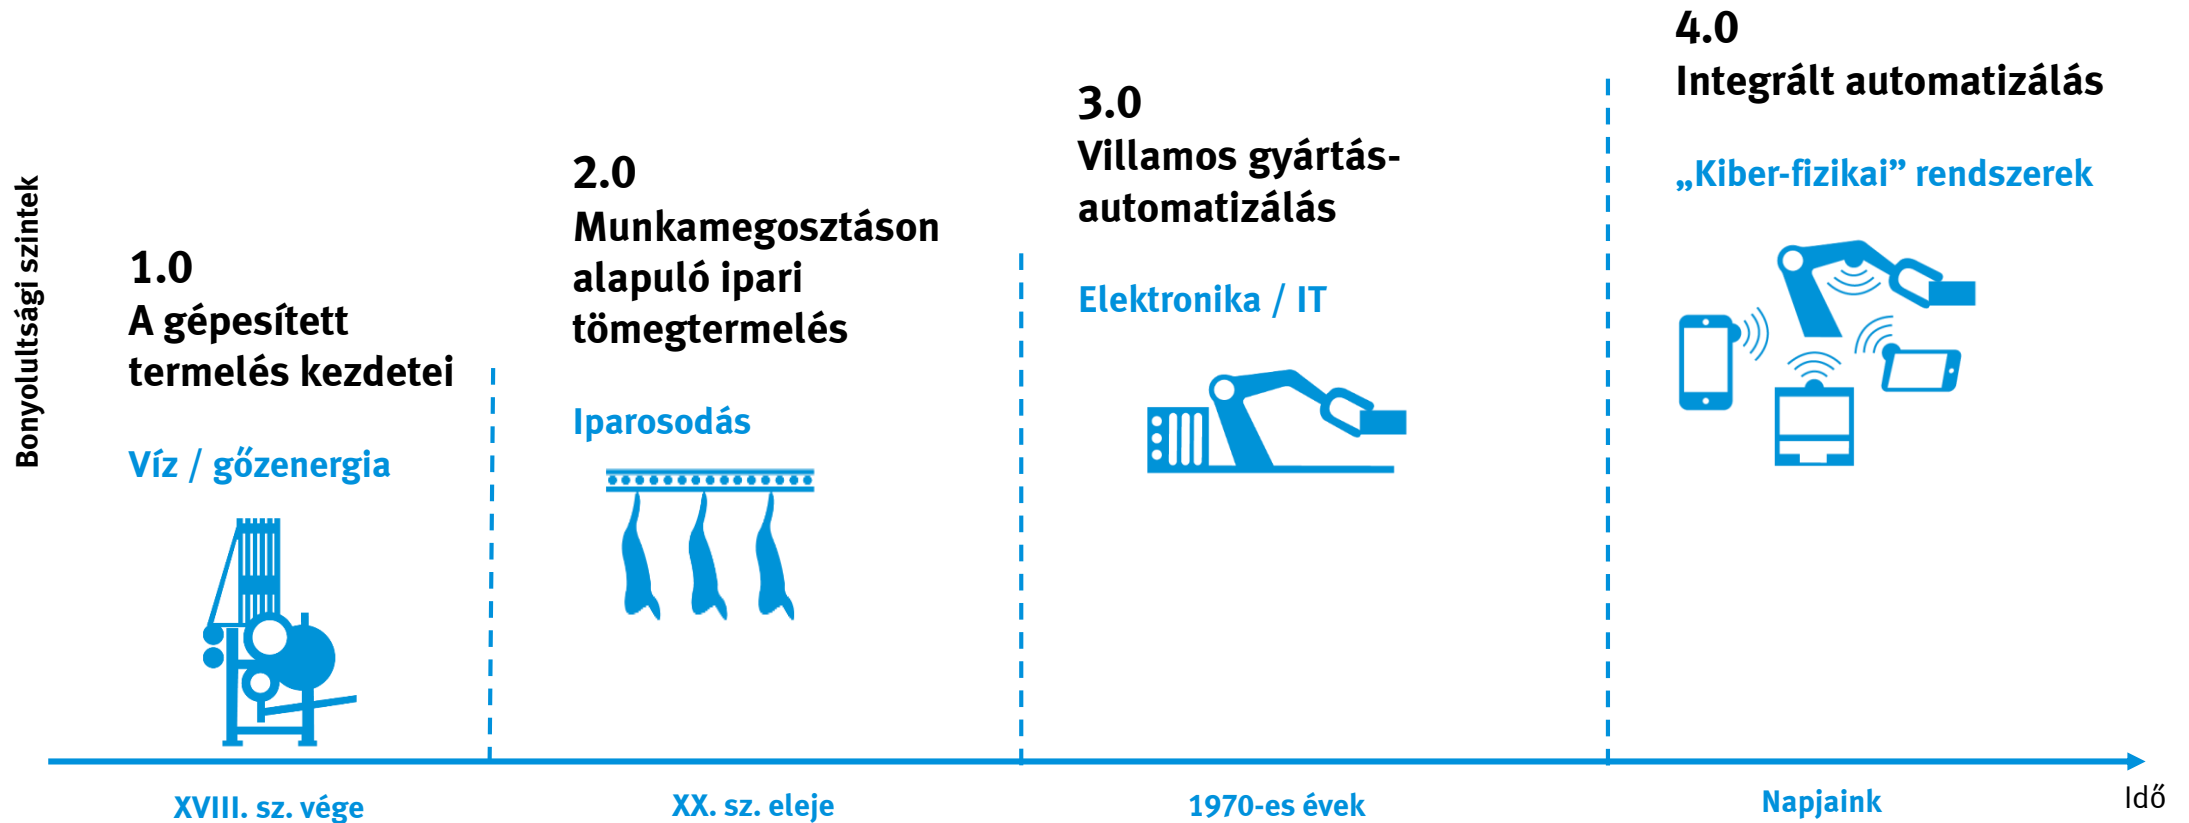 Bonyolultsági szintek
1.0
A gépesített
termelés kezdetei
Víz / gőzenergia
2.0
Munkamegosztáson
alapuló ipari
tömegtermelés
Iparosodás
3.0
Villamos gyártás-
automatizálás
Elektronika / IT
4.0
Integrált automatizálás
„Kiber-fizikai” rendszerek
XVIII. sz. vége
XX. sz. eleje
1970-es évek
Napjaink
Idő